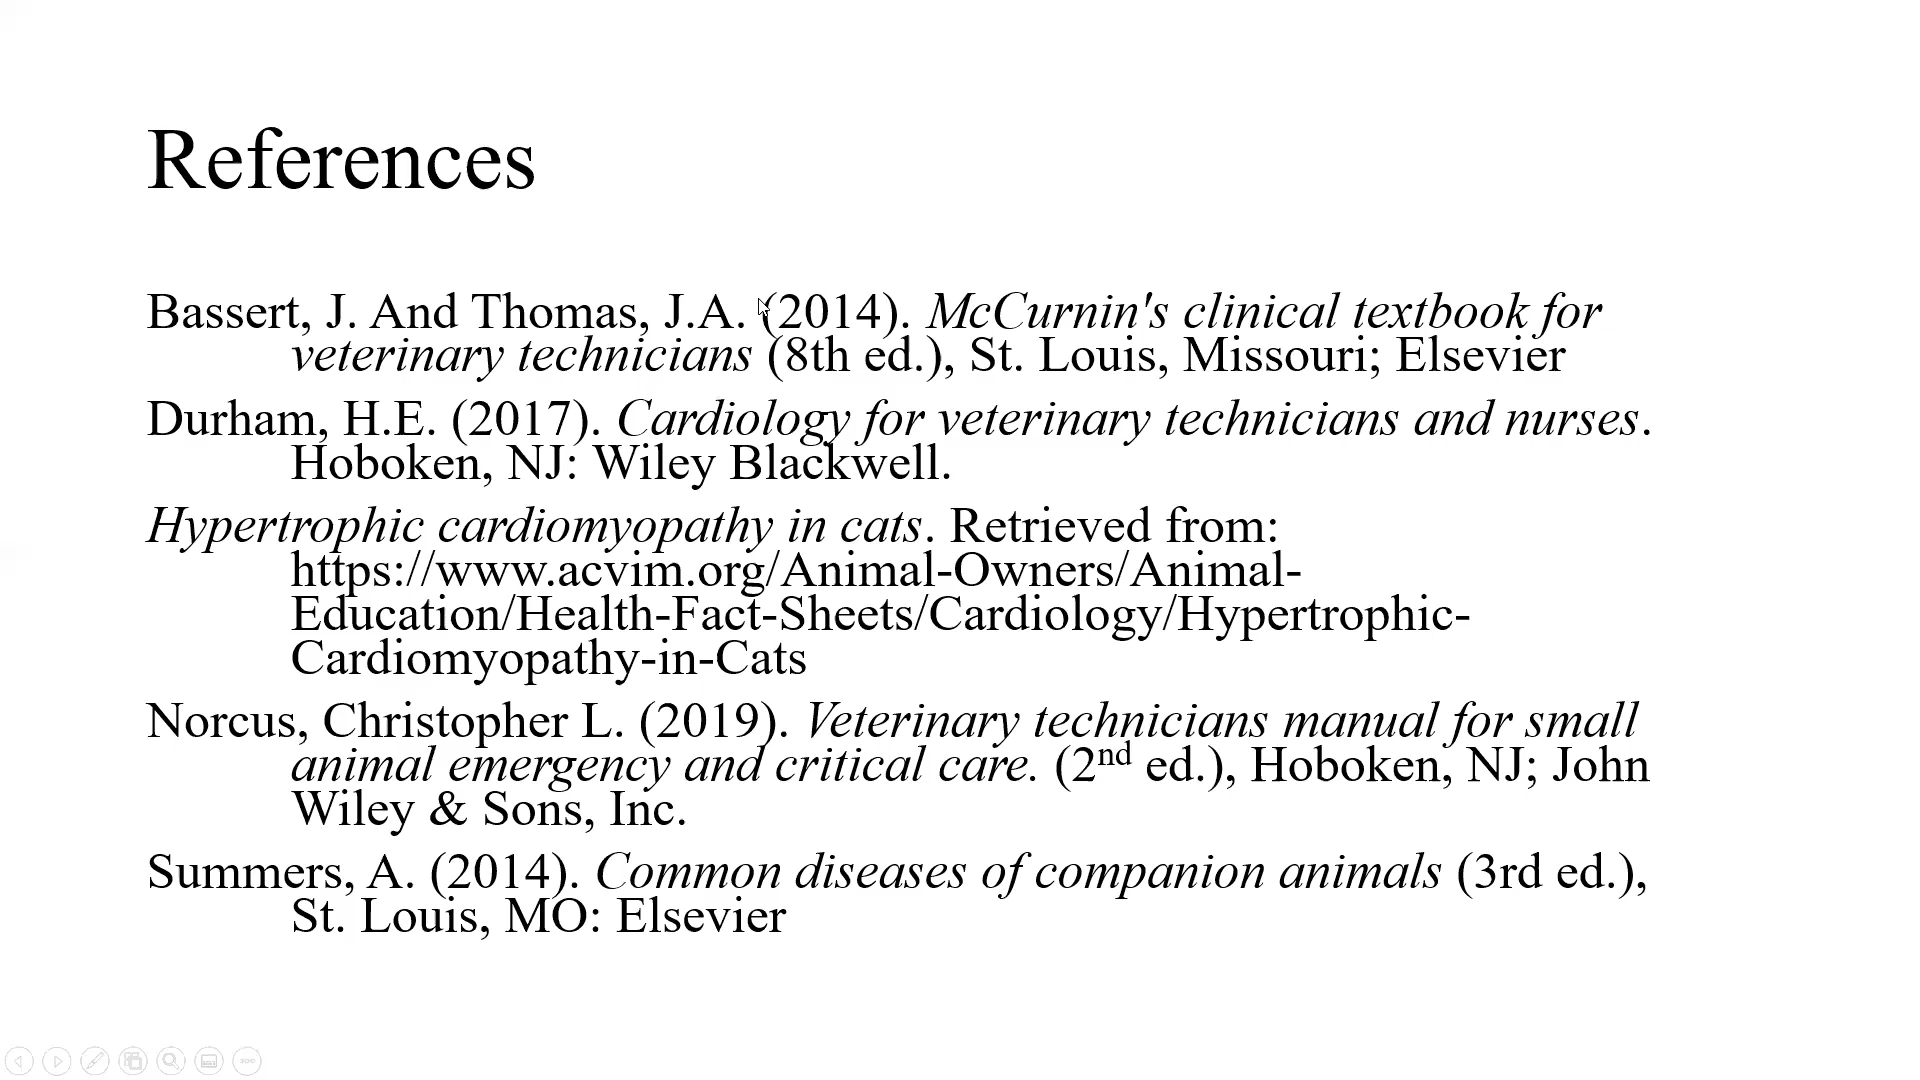 References
Bassert, J. And Thomas, J.A. (2014). McCurnin's clinical textbook for
veterinary technicians (8th ed.), St. Louis, Missouri; Elsevier
Durham, H.E. (2017). Cardiology for veterinary technicians and nurses.
Hoboken, NJ: Wiley Blackwell.
Hypertrophic cardiomyopathy in cats. Retrieved from:
https://www.acvim.org/Animal-Owners/Animal-
Education/Health-Fact-Sheets/Cardiology/Hypertrophic-
Cardiomyopathy-in-Cats
Norcus, Christopher L. (2019). Veterinary technicians manual for small
animal emergency and critical care. (2nd ed.), Hoboken, NJ; John
Wiley & Sons, Inc.
Summers, A. (2014). Common diseases of companion animals (3rd ed.),
St. Louis, MO: Elsevier